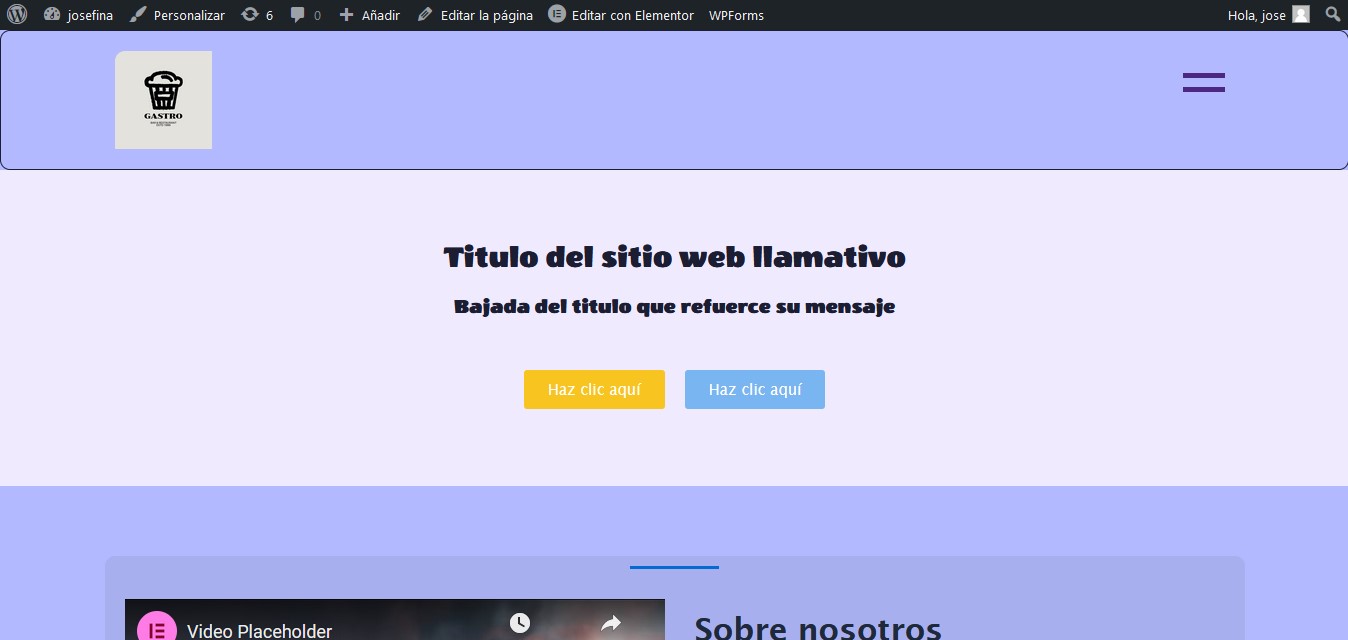 josefina Personalizar 6 0 Añadir Editar la página Editar con Elementor WPForms Hola, jose
GASTRO
Titulo del sitio web llamativo
Bajada del titulo que refuerce su mensaje
Haz clic aquí Haz clic aquí
Video Placeholder
Sobre nosotros